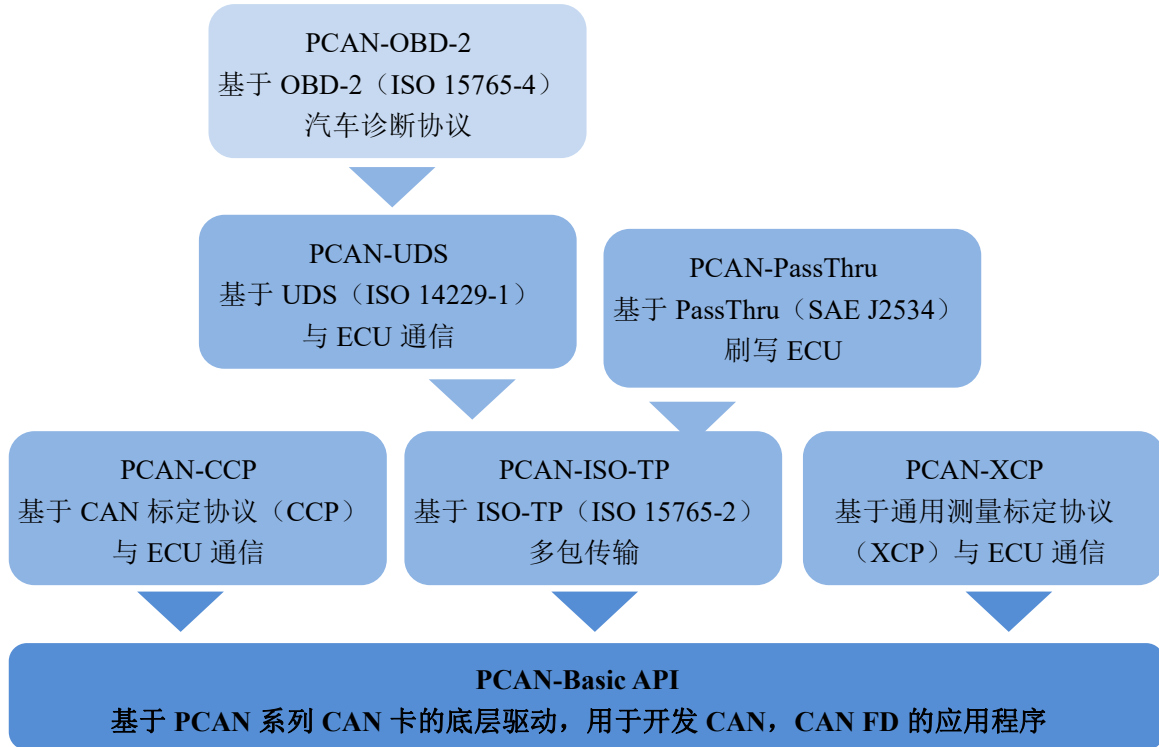 PCAN-OBD-2
基于 OBD-2（ISO 15765-4）
汽车诊断协议
PCAN-UDS
基于 UDS（ISO 14229-1）
与 ECU 通信
PCAN-PassThru
基于 PassThru（SAE J2534）
刷写 ECU
PCAN-CCP
基于 CAN 标定协议（CCP）
与 ECU 通信
PCAN-ISO-TP
基于 ISO-TP（ISO 15765-2）
多包传输
PCAN-XCP
基于通用测量标定协议
（XCP）与 ECU 通信
PCAN-Basic API
基于 PCAN 系列 CAN 卡的底层驱动，用于开发 CAN，CAN FD 的应用程序